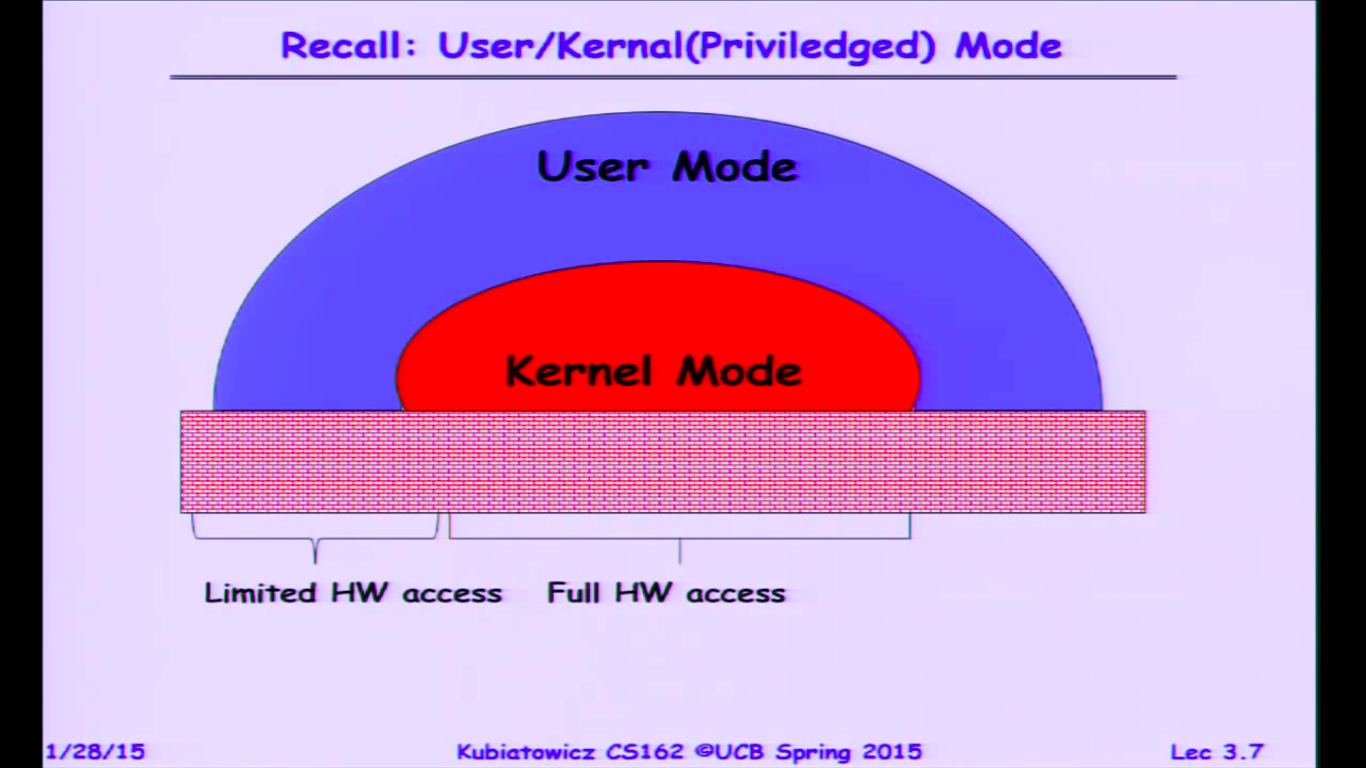 Recall: User/Kernal(Priviledged) Mode
User Mode
Kernel Mode
Limited HW access
Full HW access
1/28/15
Kubiatowicz CS162 ©UCB Spring 2015
Lec 3.7